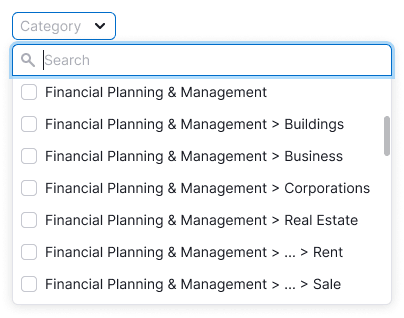 Category
Search
Financial Planning & Management
Financial Planning & Management > Buildings
Financial Planning & Management > Business
Financial Planning & Management > Corporations
Financial Planning & Management > Real Estate
Financial Planning & Management > ... > Rent
Financial Planning & Management > ... > Sale